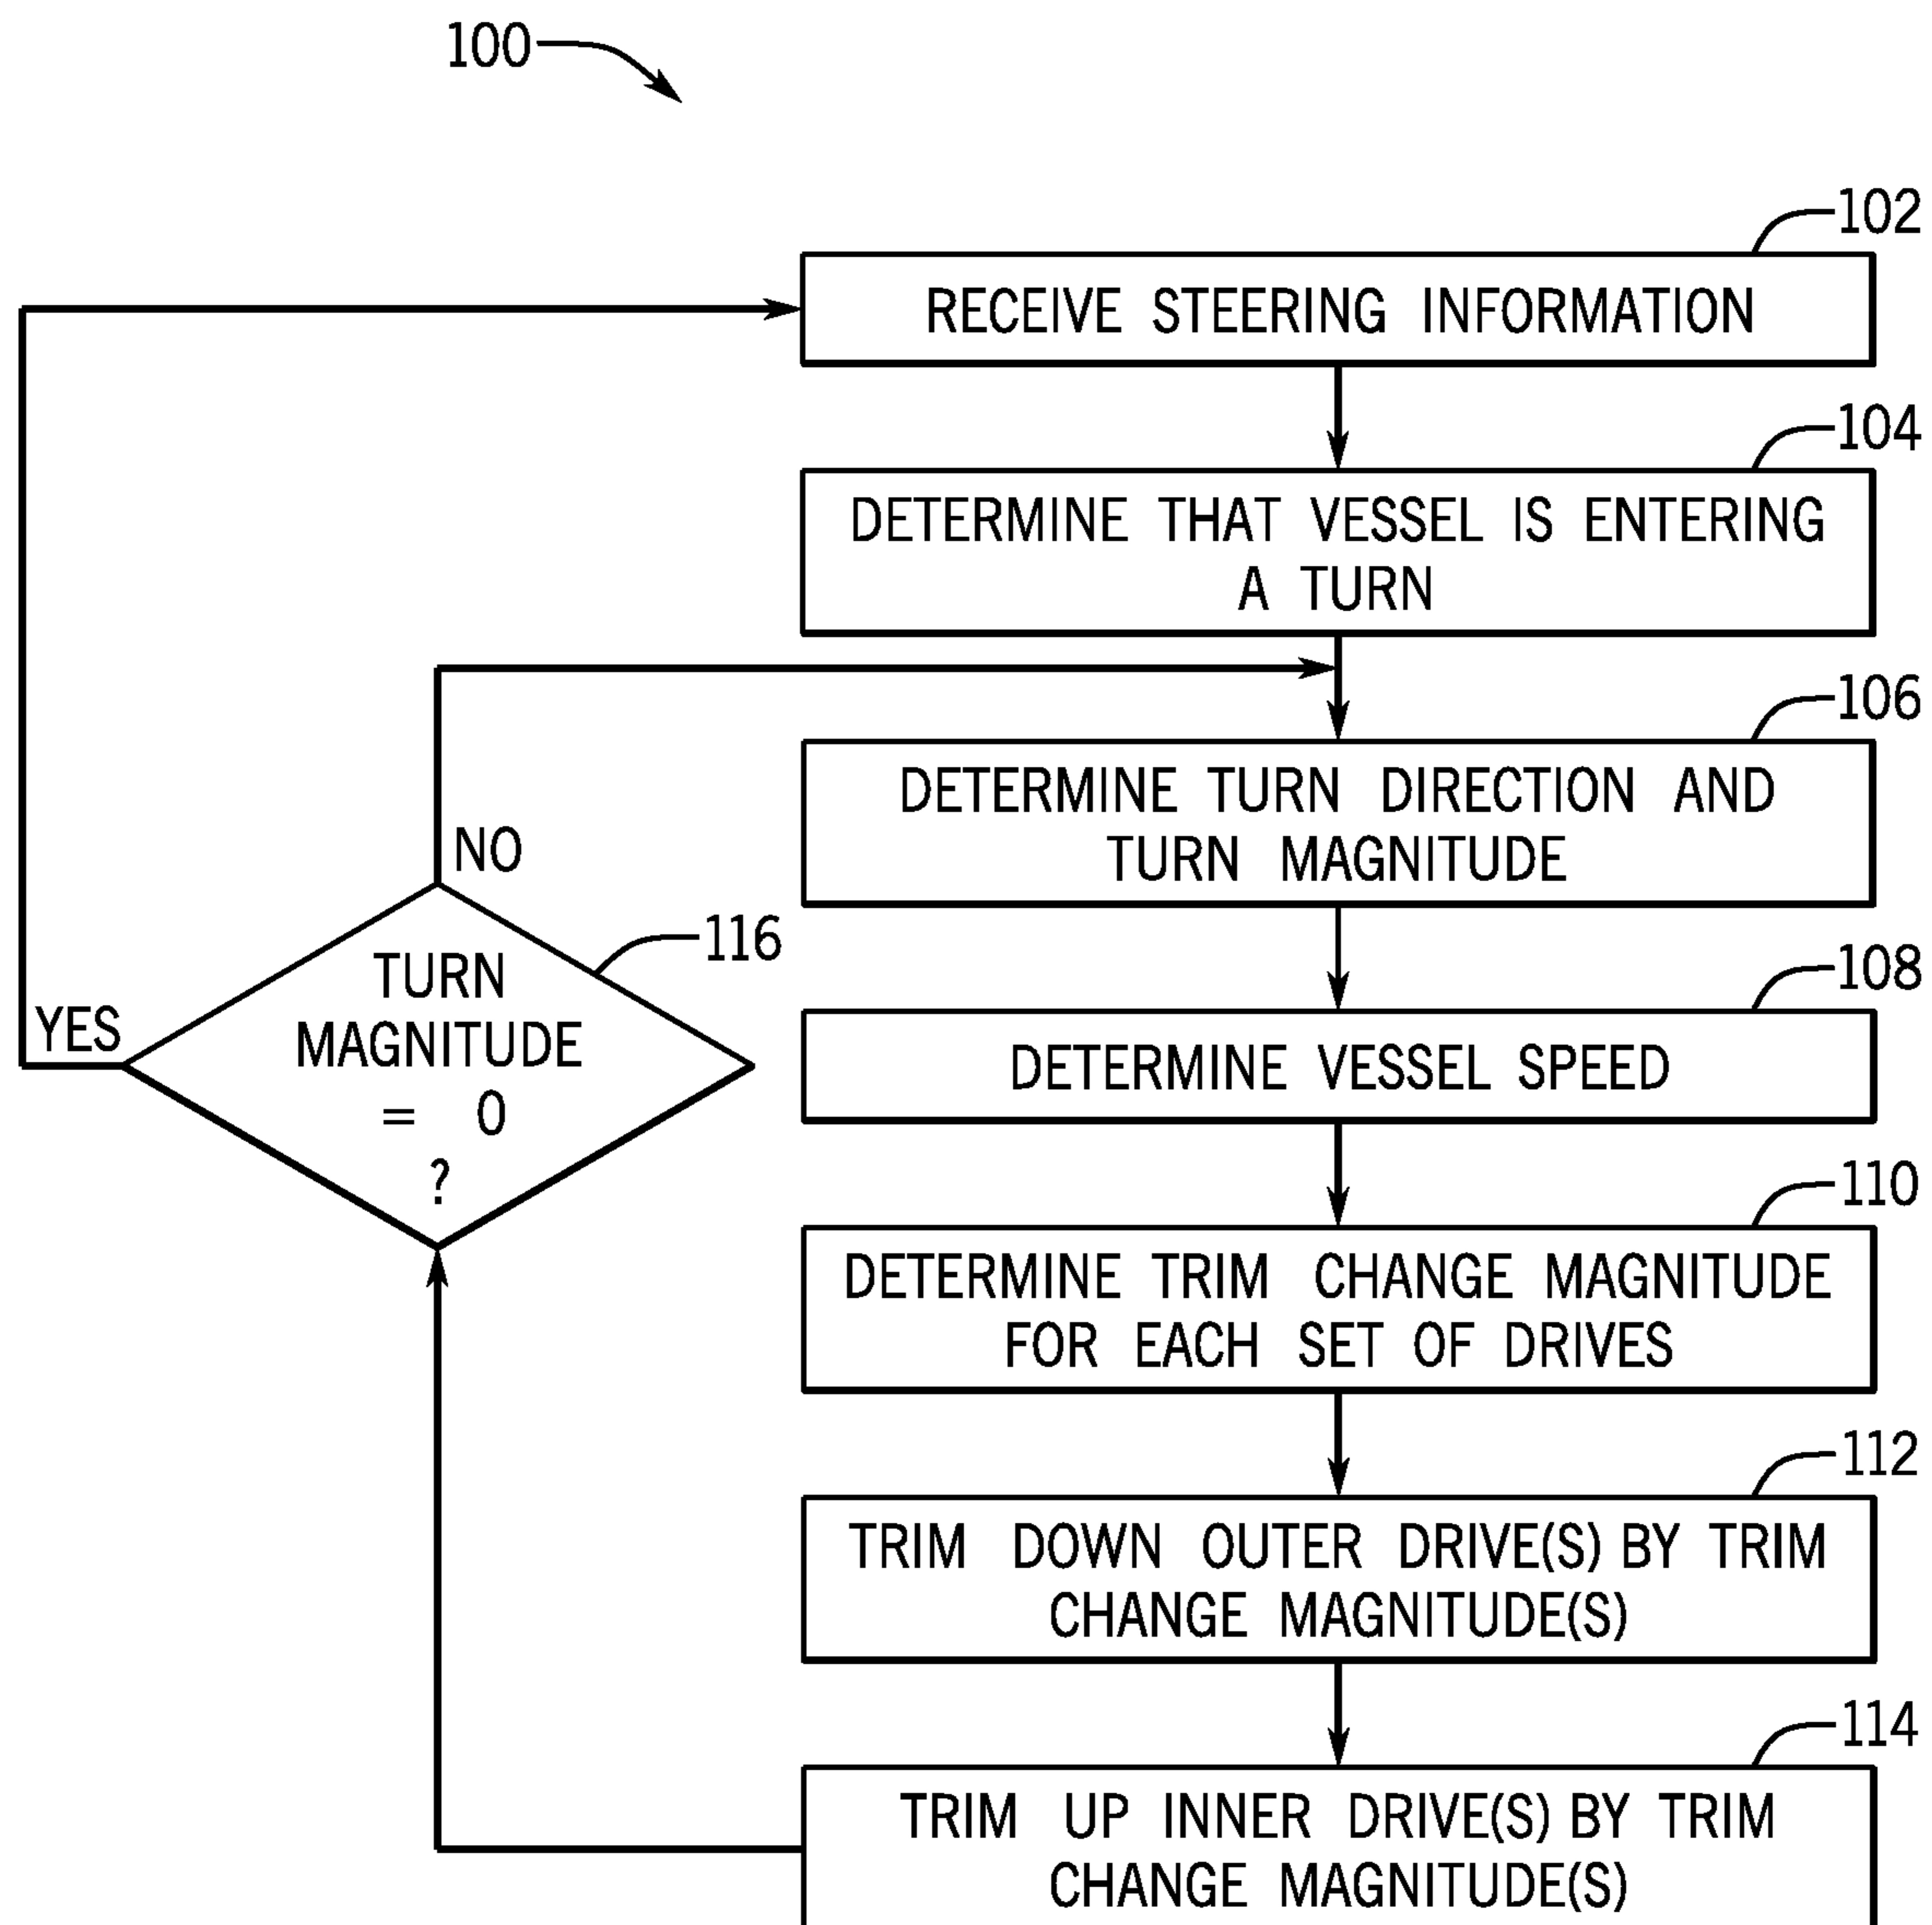 100
102
RECEIVE STEERING INFORMATION
104
DETERMINE THAT VESSEL IS ENTERING
A TURN
106
DETERMINE TURN DIRECTION AND
TURN MAGNITUDE
NO
116
TURN
MAGNITUDE
= 0
?
YES
108
DETERMINE VESSEL SPEED
110
DETERMINE TRIM CHANGE MAGNITUDE
FOR EACH SET OF DRIVES
112
TRIM DOWN OUTER DRIVE(S) BY TRIM
CHANGE MAGNITUDE(S)
114
TRIM UP INNER DRIVE(S) BY TRIM
CHANGE MAGNITUDE(S)